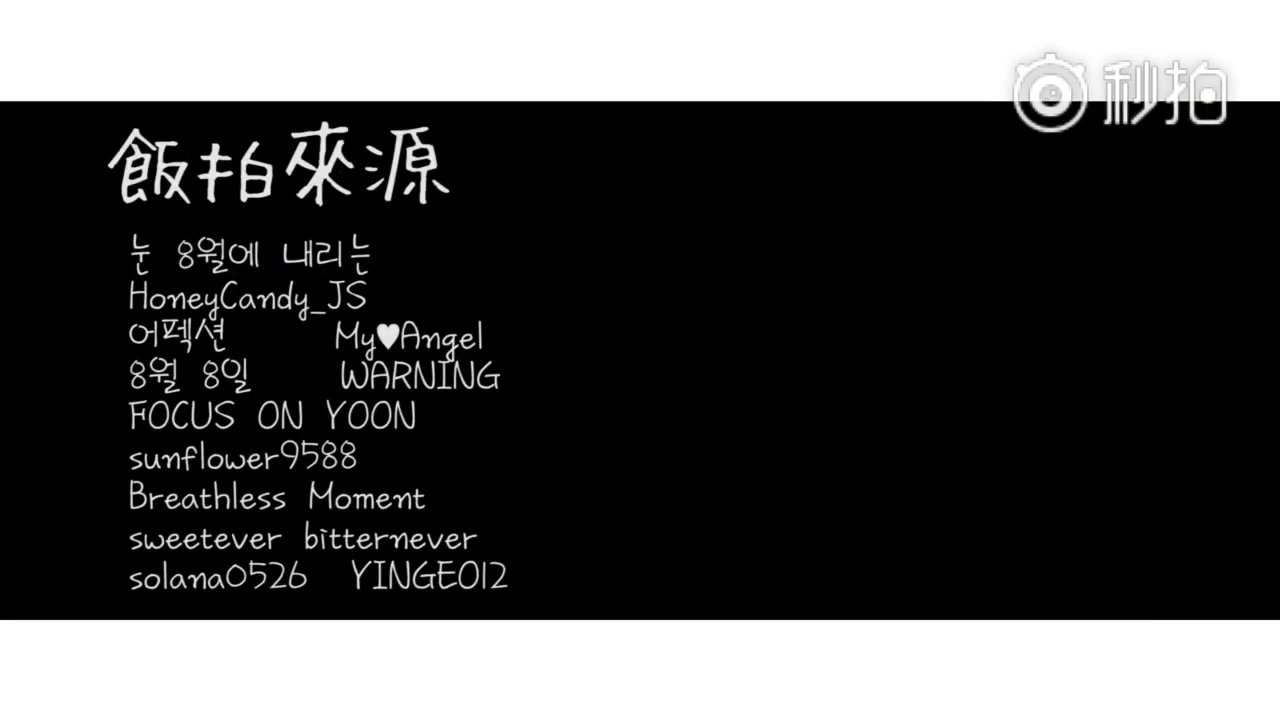 秒拍
飯拍來源
눈 8월에 내리는
HoneyCandy_JS
어펙션 My♥Angel
8월 8일 WARNING
FOCUS ON YOON
sunflower9588
Breathless Moment
sweetever bitternever
solana0526 YINGEO12